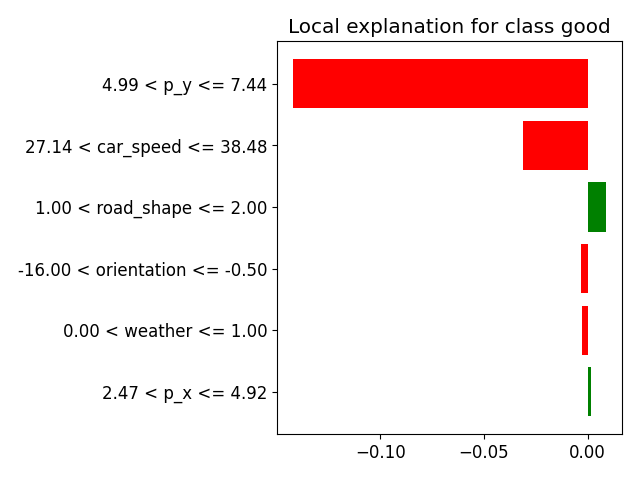 Local explanation for class good
4.99 < p_y <= 7.44
27.14 < car_speed <= 38.48
1.00 < road_shape <= 2.00
-16.00 < orientation <= -0.50
0.00 < weather <= 1.00
2.47 < p_x <= 4.92
−0.10 −0.05 0.00